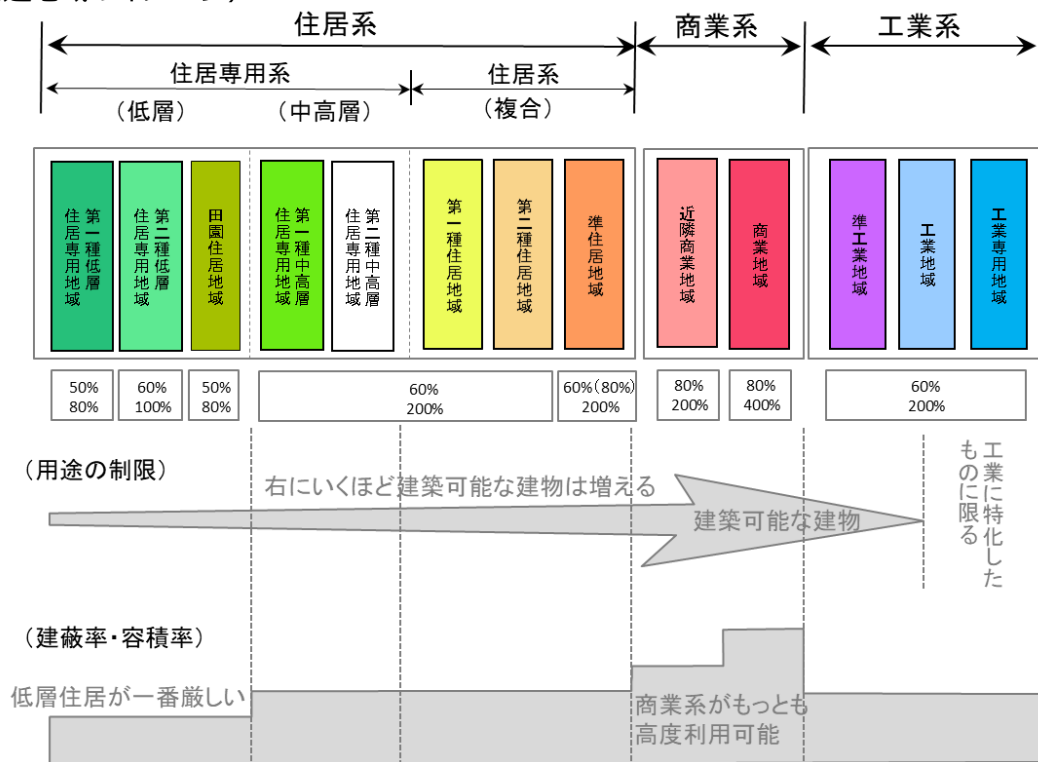 住居系
商業系
工業系
住居専用系
住居系
（低層）
（中高層）
（複合）
第一種低層
住居専用地域
第二種低層
住居専用地域
田園住居地域
第一種中高層
住居専用地域
第二種中高層
住居専用地域
第一種住居地域
第二種住居地域
準住居地域
近隣商業地域
商業地域
準工業地域
工業地域
工業専用地域
50%
80%
60%
100%
50%
80%
60%
200%
60%（80%）
200%
80%
200%
80%
400%
60%
200%
（用途の制限）
右にいくほど建築可能な建物は増える
建築可能な建物
工業に特化した
ものに限る
（建蔽率・容積率）
低層住居が一番厳しい
商業系がもっとも
高度利用可能